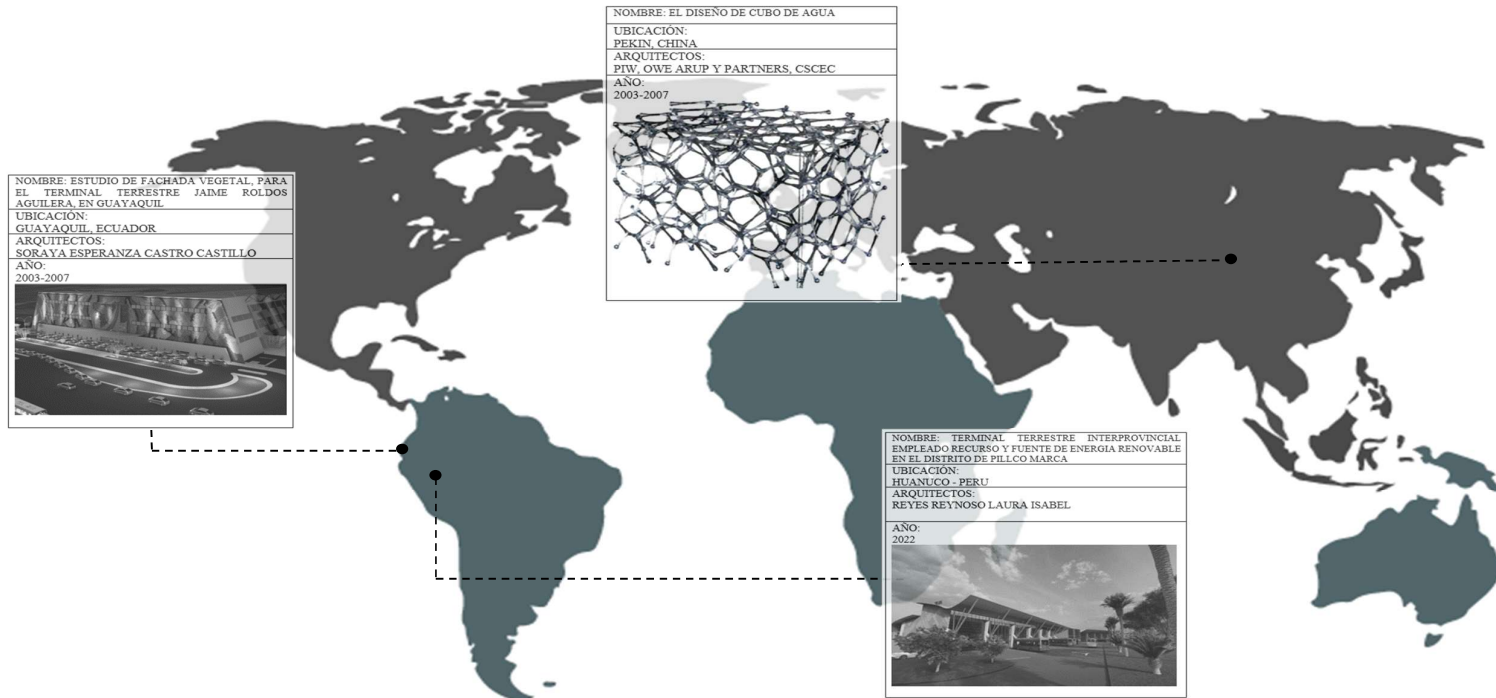 NOMBRE: EL DISEÑO DE CUBO DE AGUA
UBICACIÓN:
PEKIN, CHINA
ARQUITECTOS:
PIW, OWE ARUP Y PARTNERS, CSCEC
AÑO:
2003-2007
NOMBRE: ESTUDIO DE FACHADA VEGETAL, PARA
EL TERMINAL TERRESTRE JAIME ROLDOS
AGUILERA, EN GUAYAQUIL
UBICACIÓN:
GUAYAQUIL, ECUADOR
ARQUITECTOS:
SORAYA ESPERANZA CASTRO CASTILLO
AÑO:
2003-2007
NOMBRE: TERMINAL TERRESTRE INTERPROVINCIAL
EMPLEADO RECURSO Y FUENTE DE ENERGIA RENOVABLE
EN EL DISTRITO DE PILLCO MARCA
UBICACIÓN:
HUANUCO - PERU
ARQUITECTOS:
REYES REYNOSO LAURA ISABEL
AÑO:
2022